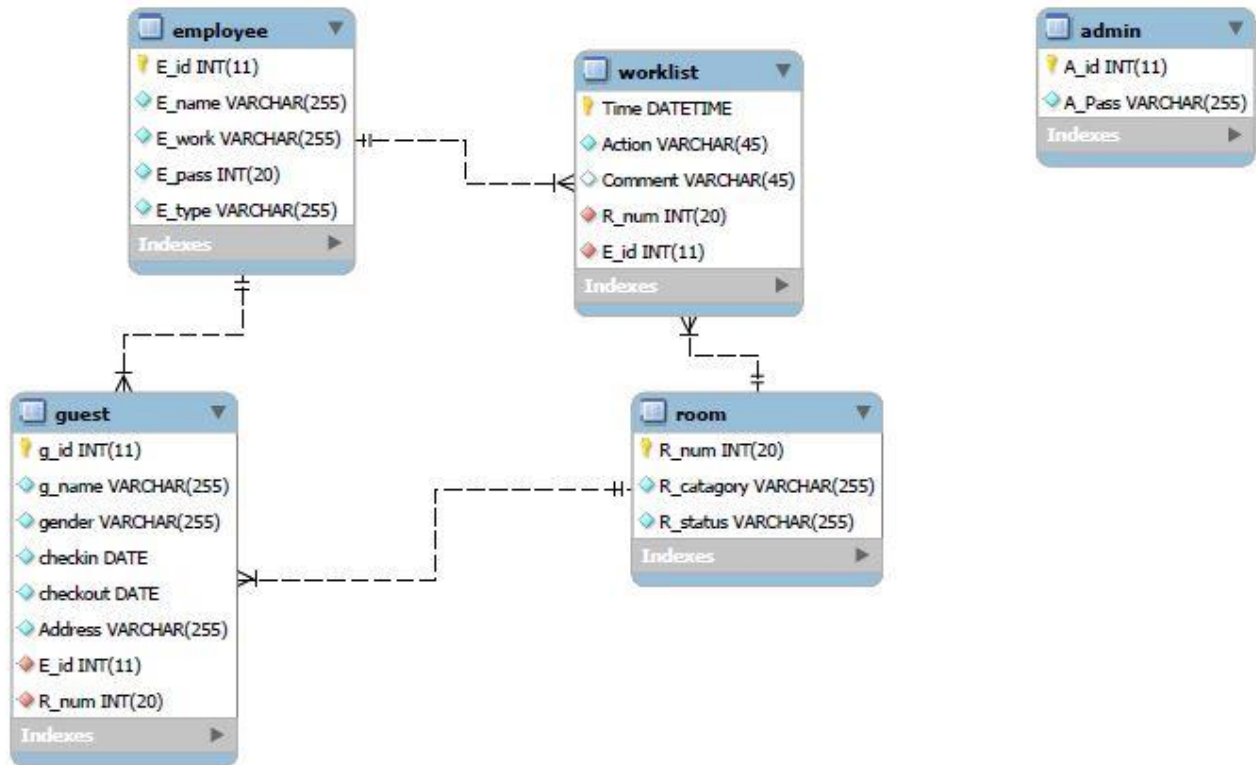 employee
E_id INT(11)
E_name VARCHAR(255)
E_work VARCHAR(255)
E_pass INT(20)
E_type VARCHAR(255)
Indexes
worklist
Time DATETIME
Action VARCHAR(45)
Comment VARCHAR(45)
R_num INT(20)
E_id INT(11)
Indexes
admin
A_id INT(11)
A_Pass VARCHAR(255)
Indexes
guest
g_id INT(11)
g_name VARCHAR(255)
gender VARCHAR(255)
checkin DATE
checkout DATE
Address VARCHAR(255)
E_id INT(11)
R_num INT(20)
Indexes
room
R_num INT(20)
R_catagory VARCHAR(255)
R_status VARCHAR(255)
Indexes